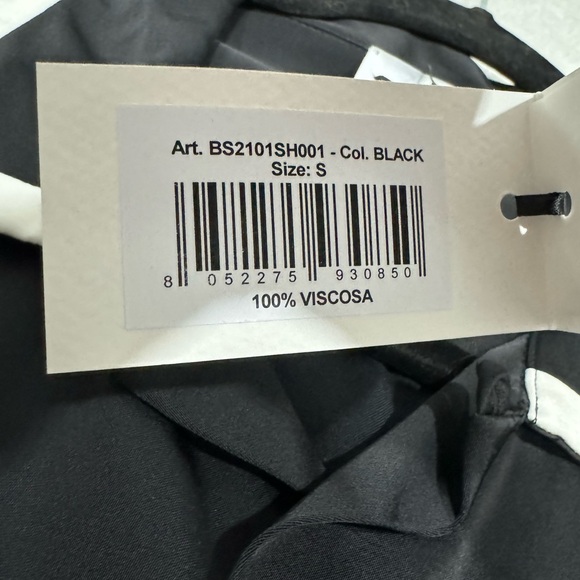 Art. BS2101SH001 - Col. BLACK
Size: S
8 052275 930850
100% VISCOSA